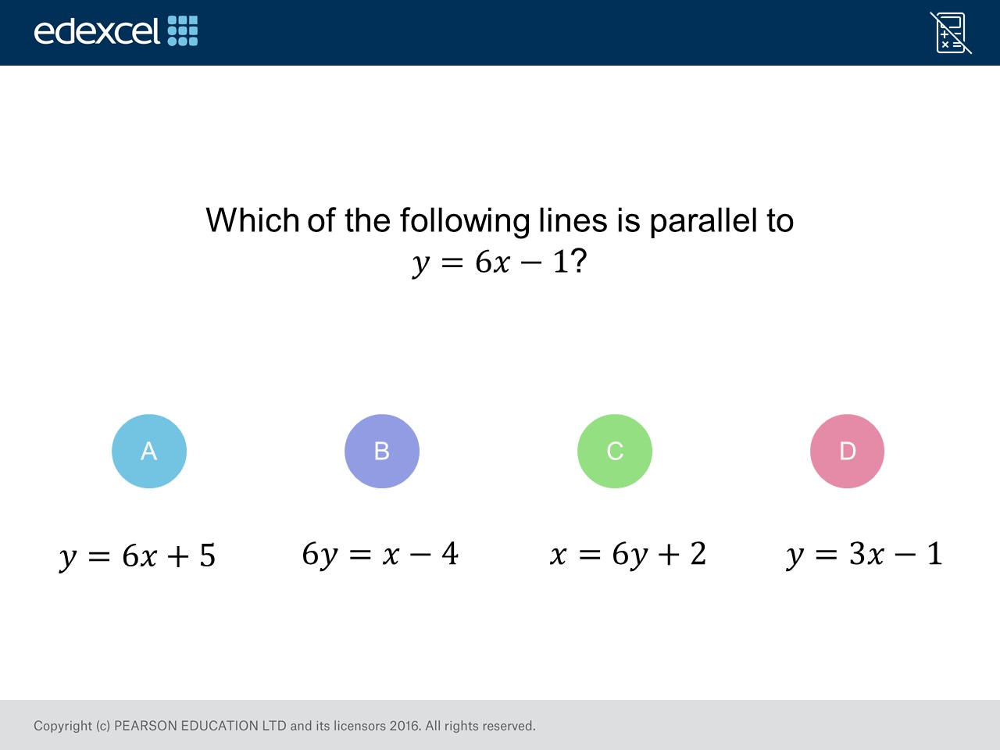 edexcel
Which of the following lines is parallel to
y = 6x − 1?
A
B
C
D
y = 6x + 5
6y = x − 4
x = 6y + 2
y = 3x − 1
Copyright (c) PEARSON EDUCATION LTD and its licensors 2016. All rights reserved.